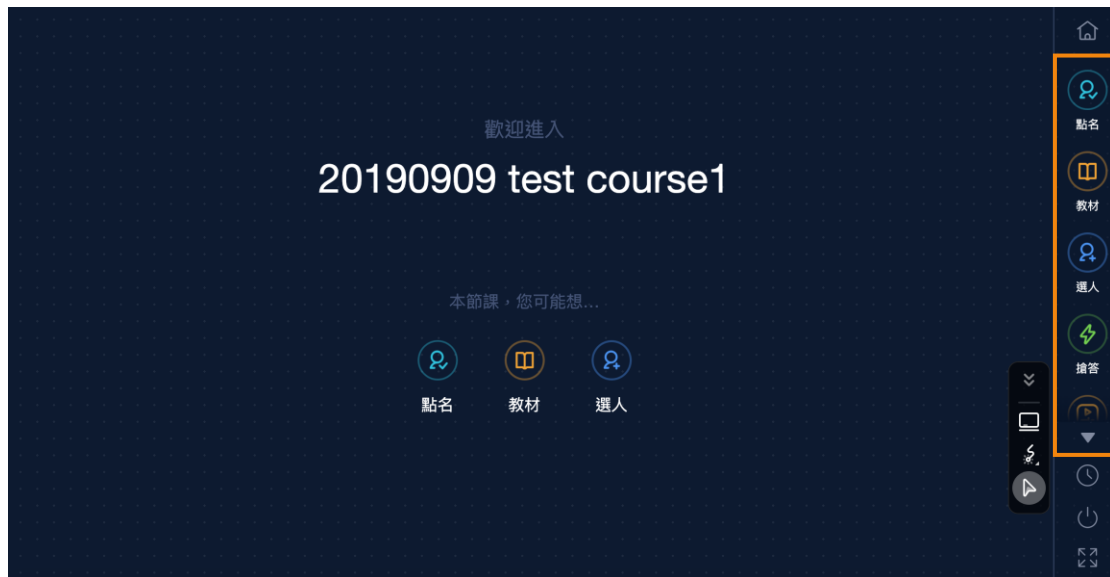 歡迎進入
20190909 test course1
本節課，您可能想...
點名
教材
選人
點名
教材
選人
搶答